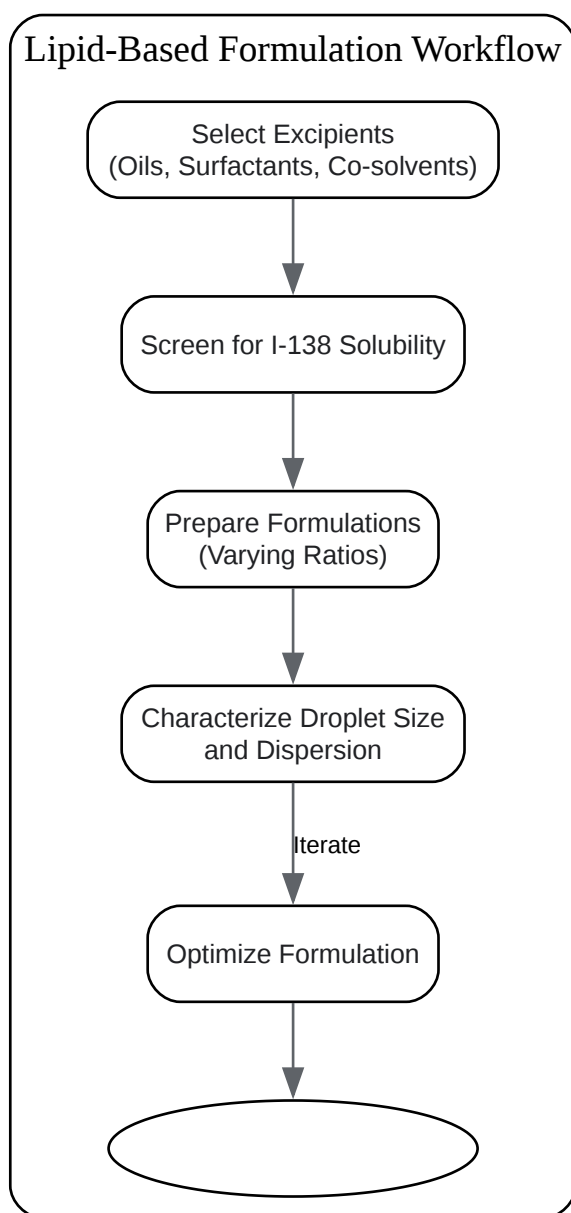 Lipid-Based Formulation Workflow
Select Excipients
(Oils, Surfactants, Co-solvents)
Screen for I-138 Solubility
Prepare Formulations
(Varying Ratios)
Characterize Droplet Size
and Dispersion
Iterate
Optimize Formulation